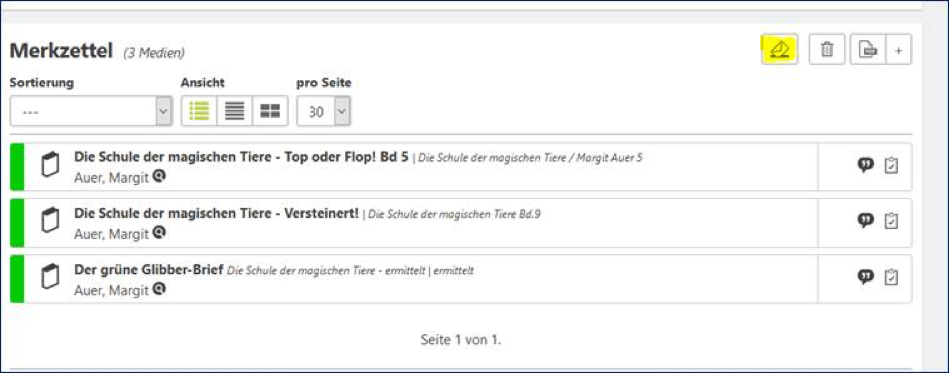 Merkzettel (3 Medien)
+
Sortierung Ansicht pro Seite
--- 30
Die Schule der magischen Tiere - Top oder Flop! Bd 5 | Die Schule der magischen Tiere / Margit Auer 5
Auer, Margit
Die Schule der magischen Tiere - Versteinert! | Die Schule der magischen Tiere Bd.9
Auer, Margit
Der grüne Glibber-Brief Die Schule der magischen Tiere - ermittelt | ermittelt
Auer, Margit
Seite 1 von 1.